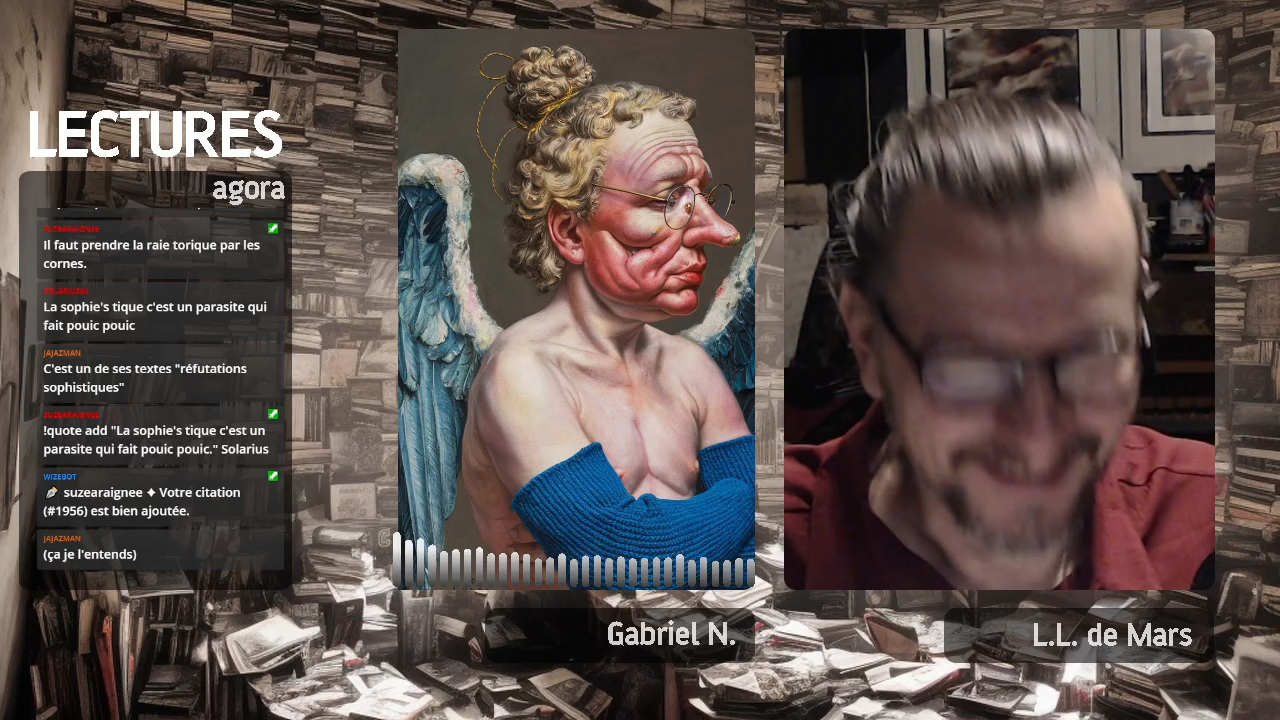 LECTURES
agora
SUZEARAIGNEE
Il faut prendre la raie torique par les
cornes.
La sophie's tique c'est un parasite qui
fait pouic pouic
JAJAZMAN
C'est un de ses textes "réfutations
sophistiques"
SUZEARAIGNEE
!quote add "La sophie's tique c'est un
parasite qui fait pouic pouic." Solarius
WIZEBOT
suzearaignee ✦ Votre citation
(#1956) est bien ajoutée.
JAJAZMAN
(ça je l'entends)
Gabriel N.
L.L. de Mars